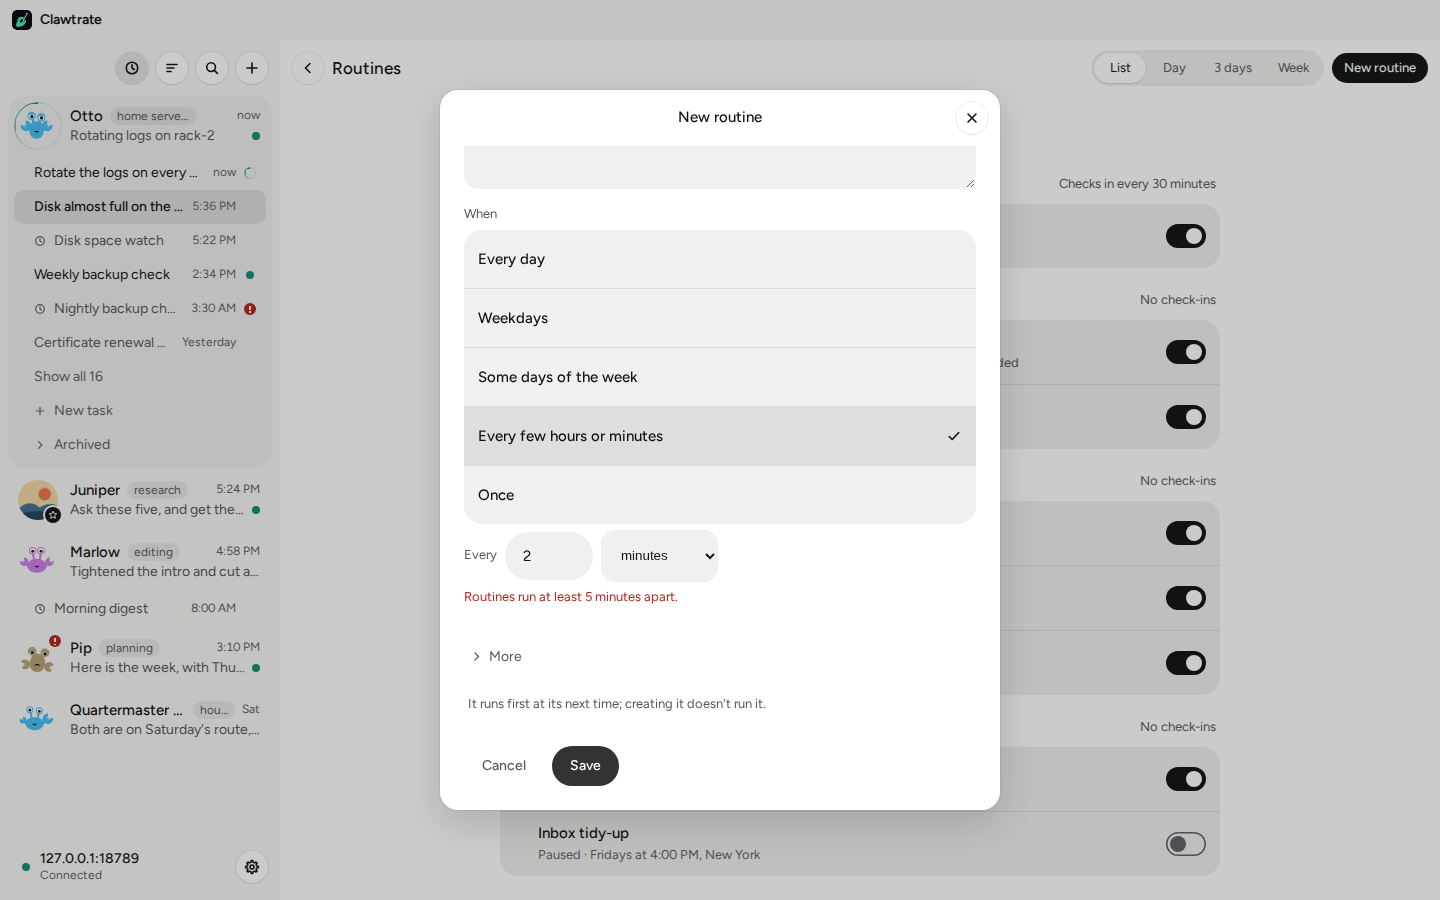 Clawtrate
Routines
List
Day
3 days
Week
New routine
Otto
home serve...
now
Rotating logs on rack-2
Rotate the logs on every ...
now
Disk almost full on the ...
5:36 PM
Disk space watch
5:22 PM
Weekly backup check
2:34 PM
Nightly backup ch...
3:30 AM
Certificate renewal ...
Yesterday
Show all 16
New task
Archived
Juniper
research
5:24 PM
Ask these five, and get the...
Marlow
editing
4:58 PM
Tightened the intro and cut a...
Morning digest
8:00 AM
Pip
planning
3:10 PM
Here is the week, with Thu...
Quartermaster ...
hou...
Sat
Both are on Saturday's route,...
127.0.0.1:18789
Connected
New routine
When
Every day
Weekdays
Some days of the week
Every few hours or minutes
Once
Every
2
minutes
Routines run at least 5 minutes apart.
More
It runs first at its next time; creating it doesn't run it.
Cancel
Save
Checks in every 30 minutes
No check-ins
No check-ins
No check-ins
Inbox tidy-up
Paused · Fridays at 4:00 PM, New York